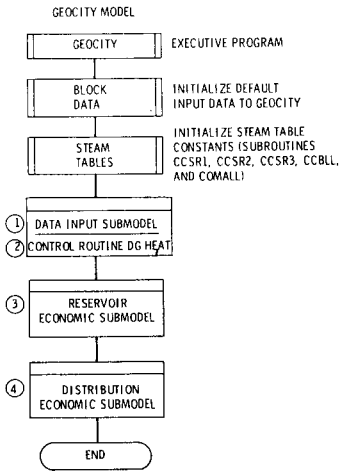 GEOCITY MODEL
GEOCITY
EXECUTIVE PROGRAM
BLOCK
DATA
INITIALIZE DEFAULT
INPUT DATA TO GEOCITY
STEAM
TABLES
INITIALIZE STEAM TABLE
CONSTANTS (SUBROUTINES
CCSR1, CCSR2, CCSR3, CCBLL,
AND COMALL)
1 DATA INPUT SUBMODEL
2 CONTROL ROUTINE DG HEAT
3 RESERVOIR
ECONOMIC SUBMODEL
4 DISTRIBUTION
ECONOMIC SUBMODEL
END